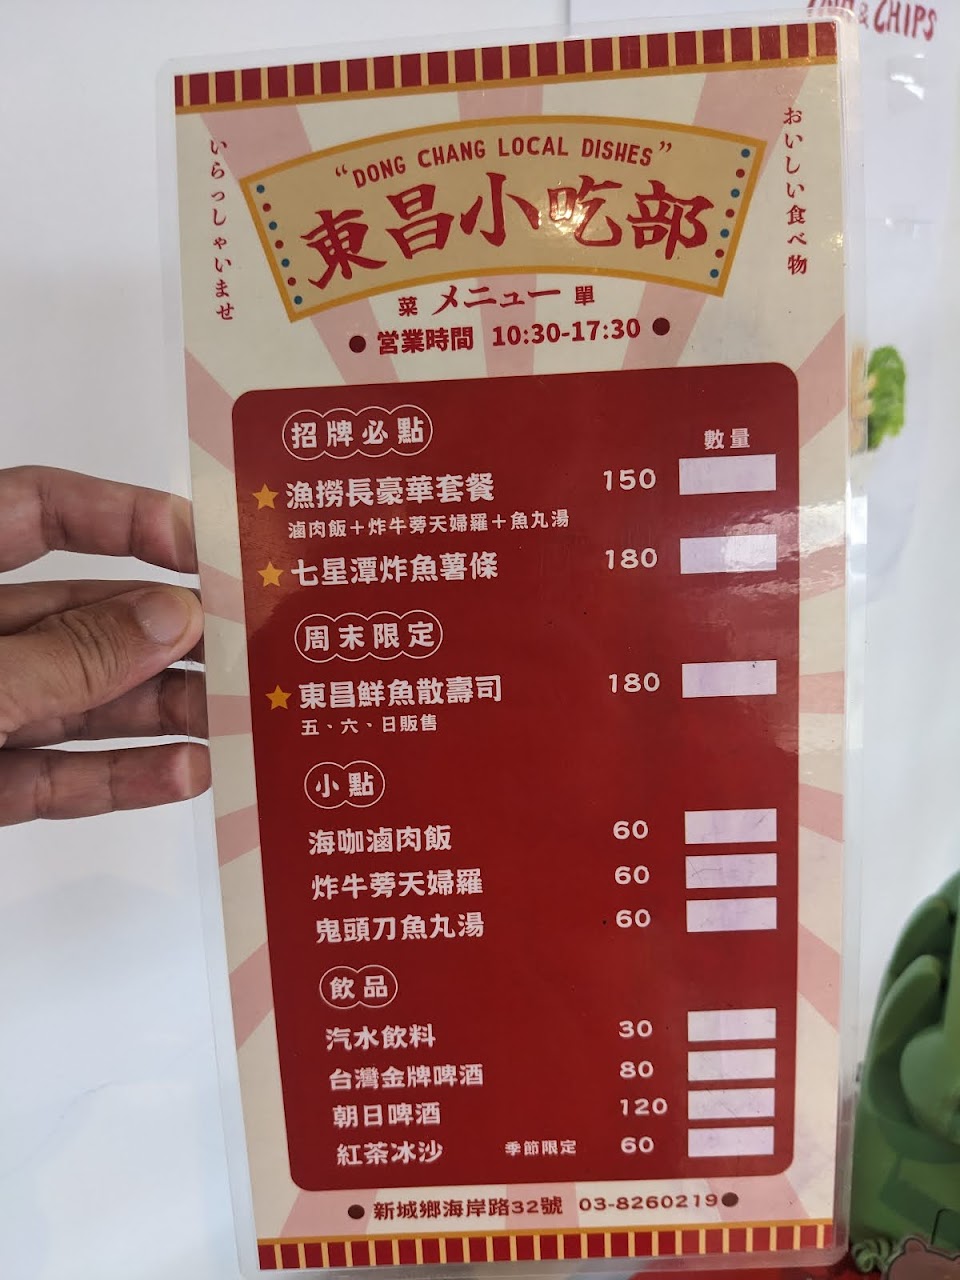 & CHIPS
いらっしゃいませ
おいしい食べ物
"DONG CHANG LOCAL DISHES"
東昌小吃部
菜 メニュー 單
● 営業時間 10:30-17:30 ●
招牌必點
數量
漁撈長豪華套餐 150
滷肉飯+炸牛蒡天婦羅+魚丸湯
七星潭炸魚薯條 180
周末限定
東昌鮮魚散壽司 180
五、六、日販售
小點
海咖滷肉飯 60
炸牛蒡天婦羅 60
鬼頭刀魚丸湯 60
飲品
汽水飲料 30
台灣金牌啤酒 80
朝日啤酒 120
紅茶冰沙 季節限定 60
● 新城鄉海岸路32號 03-8260219 ●